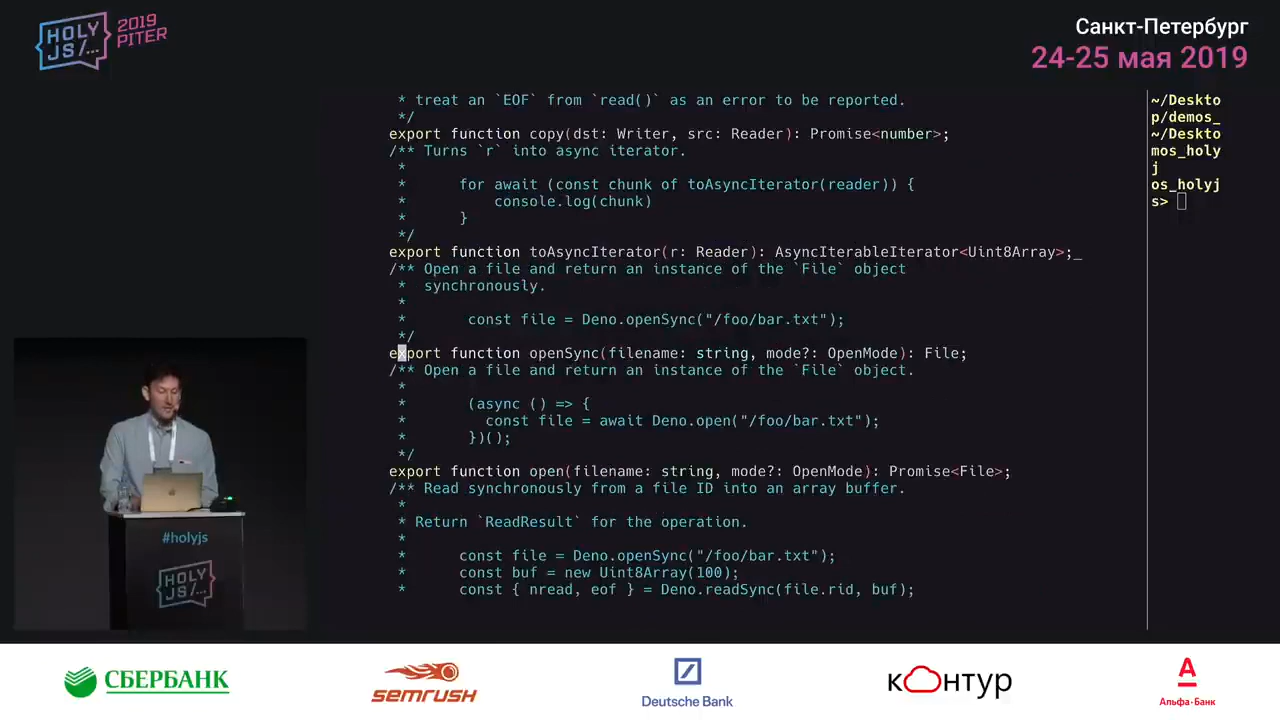 HOLY
JS/...
2019
PITER
Санкт-Петербург
24-25 мая 2019
* treat an `EOF` from `read()` as an error to be reported.
*/
export function copy(dst: Writer, src: Reader): Promise<number>;
/** Turns `r` into async iterator.
*
* for await (const chunk of toAsyncIterator(reader)) {
* console.log(chunk)
* }
*/
export function toAsyncIterator(r: Reader): AsyncIterableIterator<Uint8Array>;_
/** Open a file and return an instance of the `File` object
* synchronously.
*
* const file = Deno.openSync("/foo/bar.txt");
*/
export function openSync(filename: string, mode?: OpenMode): File;
/** Open a file and return an instance of the `File` object.
*
* (async () => {
* const file = await Deno.open("/foo/bar.txt");
* })();
*/
export function open(filename: string, mode?: OpenMode): Promise<File>;
/** Read synchronously from a file ID into an array buffer.
*
* Return `ReadResult` for the operation.
*
* const file = Deno.openSync("/foo/bar.txt");
* const buf = new Uint8Array(100);
* const { nread, eof } = Deno.readSync(file.rid, buf);
~/Deskto
p/demos_
~/Deskto
mos_holy
j
os_holyj
s>
#holyjs
HOLY
JS/...
СБЕРБАНК
semrush
Deutsche Bank
контур
А
Альфа·Банк